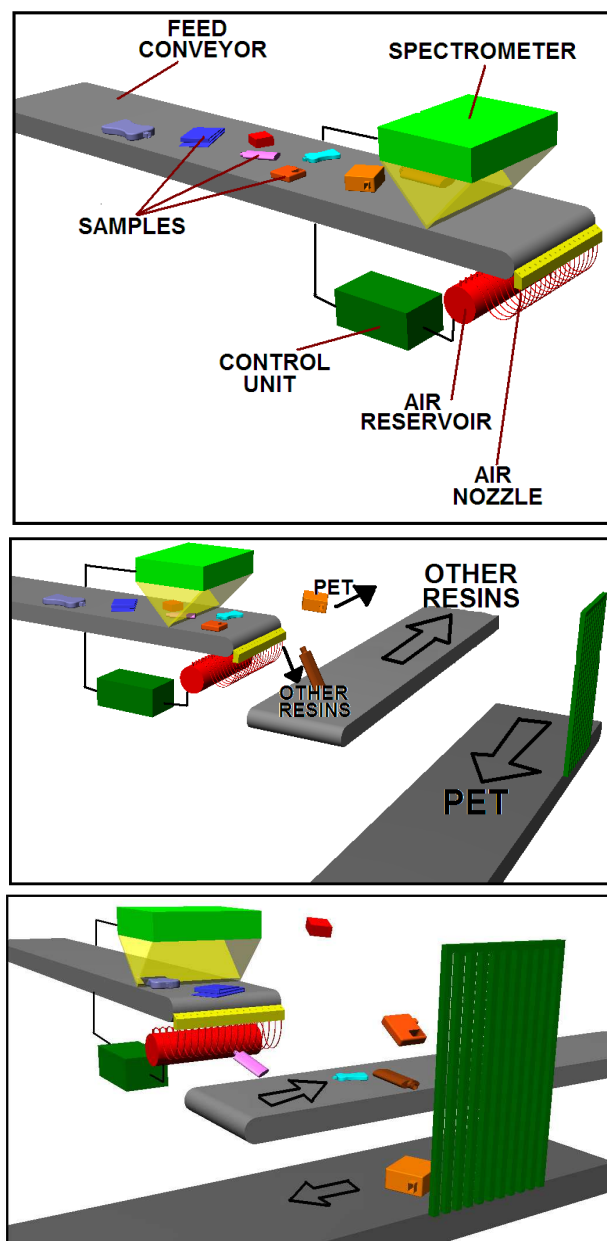 FEED
CONVEYOR
SPECTROMETER
SAMPLES
CONTROL
UNIT
AIR
RESERVOIR
AIR
NOZZLE
PET
OTHER
RESINS
OTHER
RESINS
PET